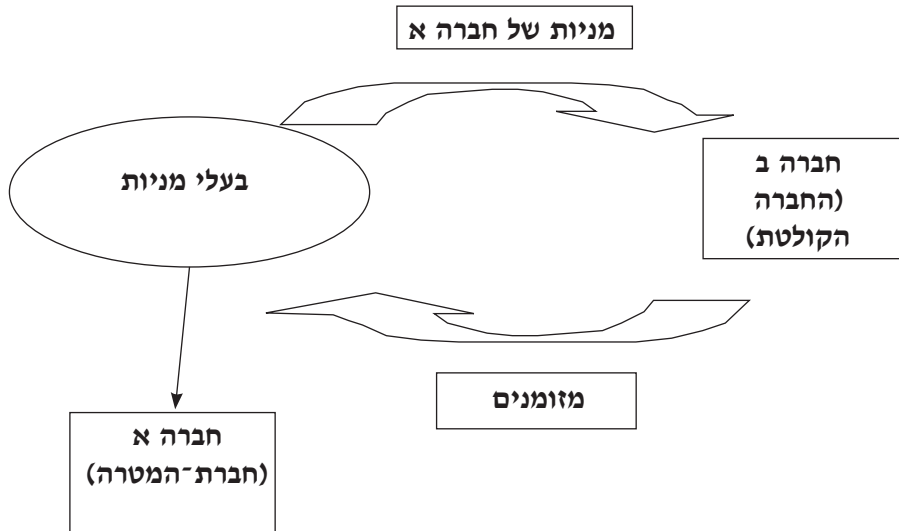 מניות של חברה א
בעלי מניות
חברה ב
(החברה
הקולטת)
מזומנים
חברה א
(חברת־המטרה)